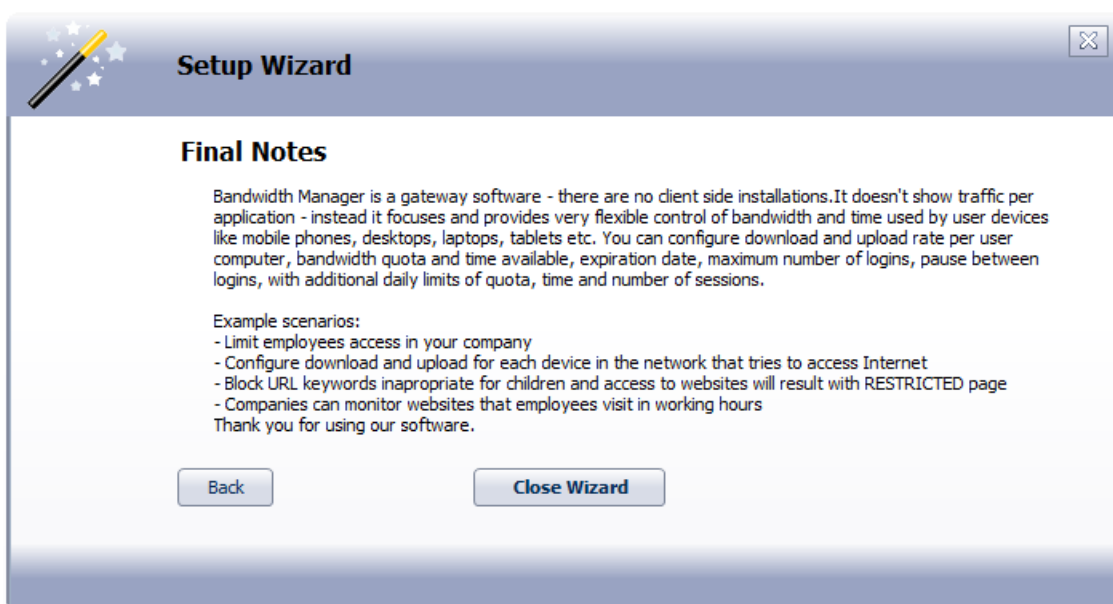 Setup Wizard
Final Notes
Bandwidth Manager is a gateway software - there are no client side installations.It doesn't show traffic per
application - instead it focuses and provides very flexible control of bandwidth and time used by user devices
like mobile phones, desktops, laptops, tablets etc. You can configure download and upload rate per user
computer, bandwidth quota and time available, expiration date, maximum number of logins, pause between
logins, with additional daily limits of quota, time and number of sessions.
Example scenarios:
- Limit employees access in your company
- Configure download and upload for each device in the network that tries to access Internet
- Block URL keywords inapropriate for children and access to websites will result with RESTRICTED page
- Companies can monitor websites that employees visit in working hours
Thank you for using our software.
Back
Close Wizard